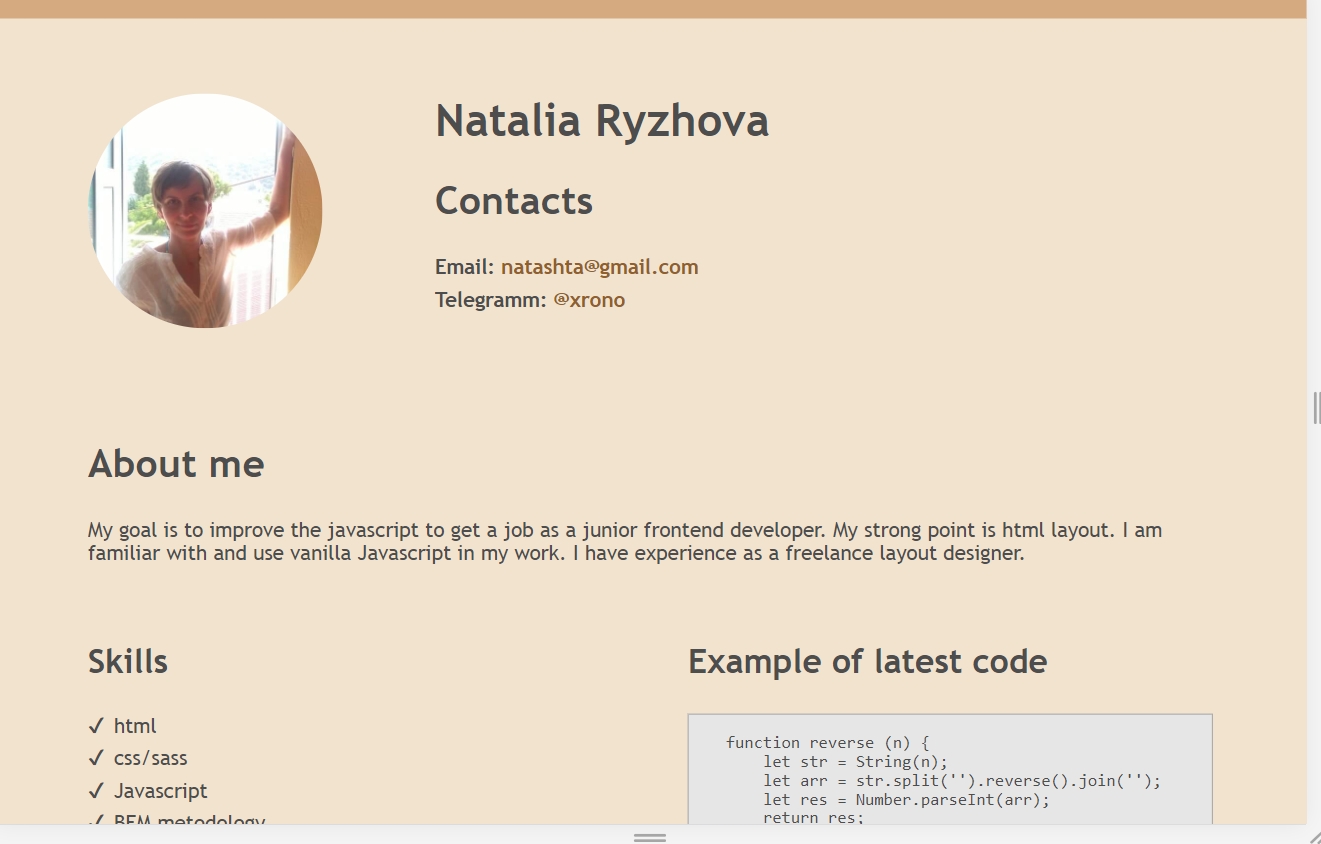 Natalia Ryzhova
Contacts
Email: natashta@gmail.com
Telegramm: @xrono
About me
My goal is to improve the javascript to get a job as a junior frontend developer. My strong point is html layout. I am
familiar with and use vanilla Javascript in my work. I have experience as a freelance layout designer.
Skills
✓ html
✓ css/sass
✓ Javascript
✓ BEM metodology
Example of latest code
function reverse (n) {
    let str = String(n);
    let arr = str.split('').reverse().join('');
    let res = Number.parseInt(arr);
    return res;